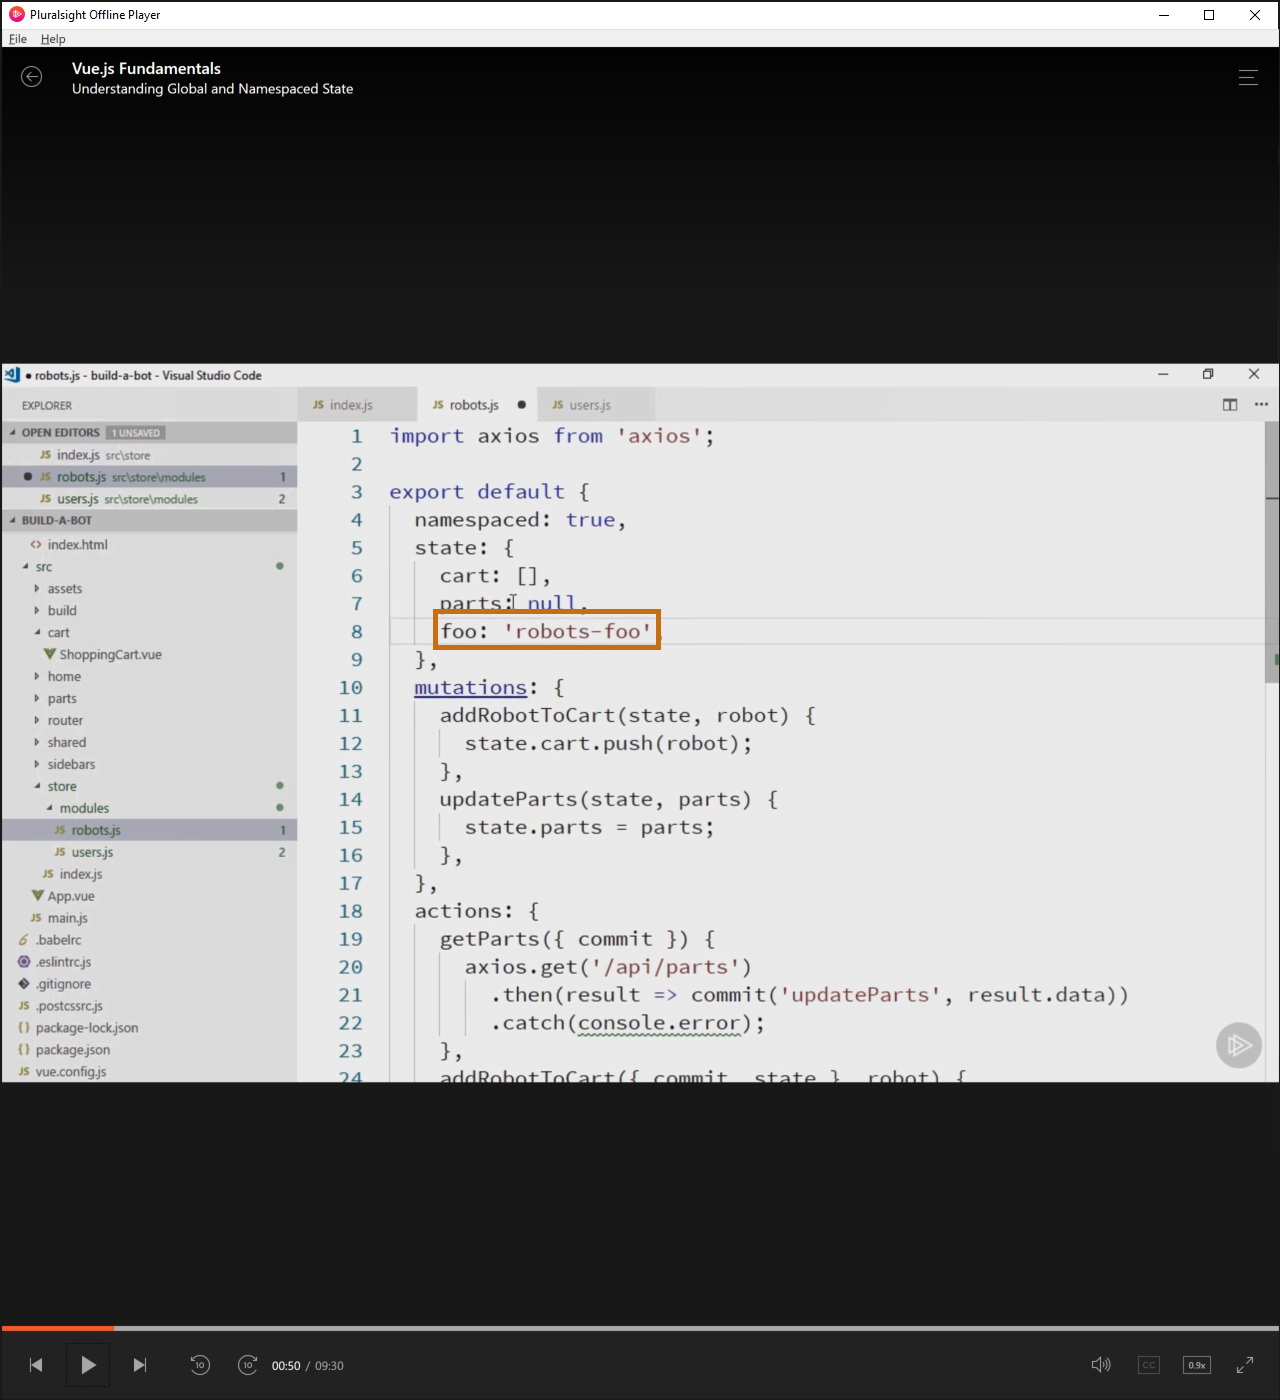 Pluralsight Offline Player
File Help
Vue.js Fundamentals
Understanding Global and Namespaced State
robots.js - build-a-bot - Visual Studio Code
EXPLORER
JS index.js
JS robots.js
JS users.js
OPEN EDITORS 1 UNSAVED
JS index.js src\store
JS robots.js src\store\modules 1
JS users.js src\store\modules 2
BUILD-A-BOT
index.html
src
assets
build
cart
ShoppingCart.vue
home
parts
router
shared
sidebars
store
modules
JS robots.js 1
JS users.js 2
JS index.js
App.vue
JS main.js
.babelrc
.eslintrc.js
.gitignore
JS .postcssrc.js
{} package-lock.json
{} package.json
JS vue.config.js
1 import axios from 'axios';
2
3 export default {
4 namespaced: true,
5 state: {
6 cart: [],
7 parts: null,
8 foo: 'robots-foo'
9 },
10 mutations: {
11 addRobotToCart(state, robot) {
12 state.cart.push(robot);
13 },
14 updateParts(state, parts) {
15 state.parts = parts;
16 },
17 },
18 actions: {
19 getParts({ commit }) {
20 axios.get('/api/parts')
21 .then(result => commit('updateParts', result.data))
22 .catch(console.error);
23 },
24 addRobotToCart({ commit, state }, robot) {
10
10
00:50 / 09:30
CC
0.9x